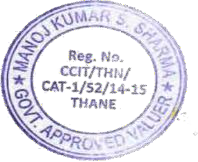 MANOJ KUMAR S. SHARMA
Reg. No.
CCIT/THN/
CAT-1/52/14-15
THANE
★ GOVT. APPROVED VALUER ★